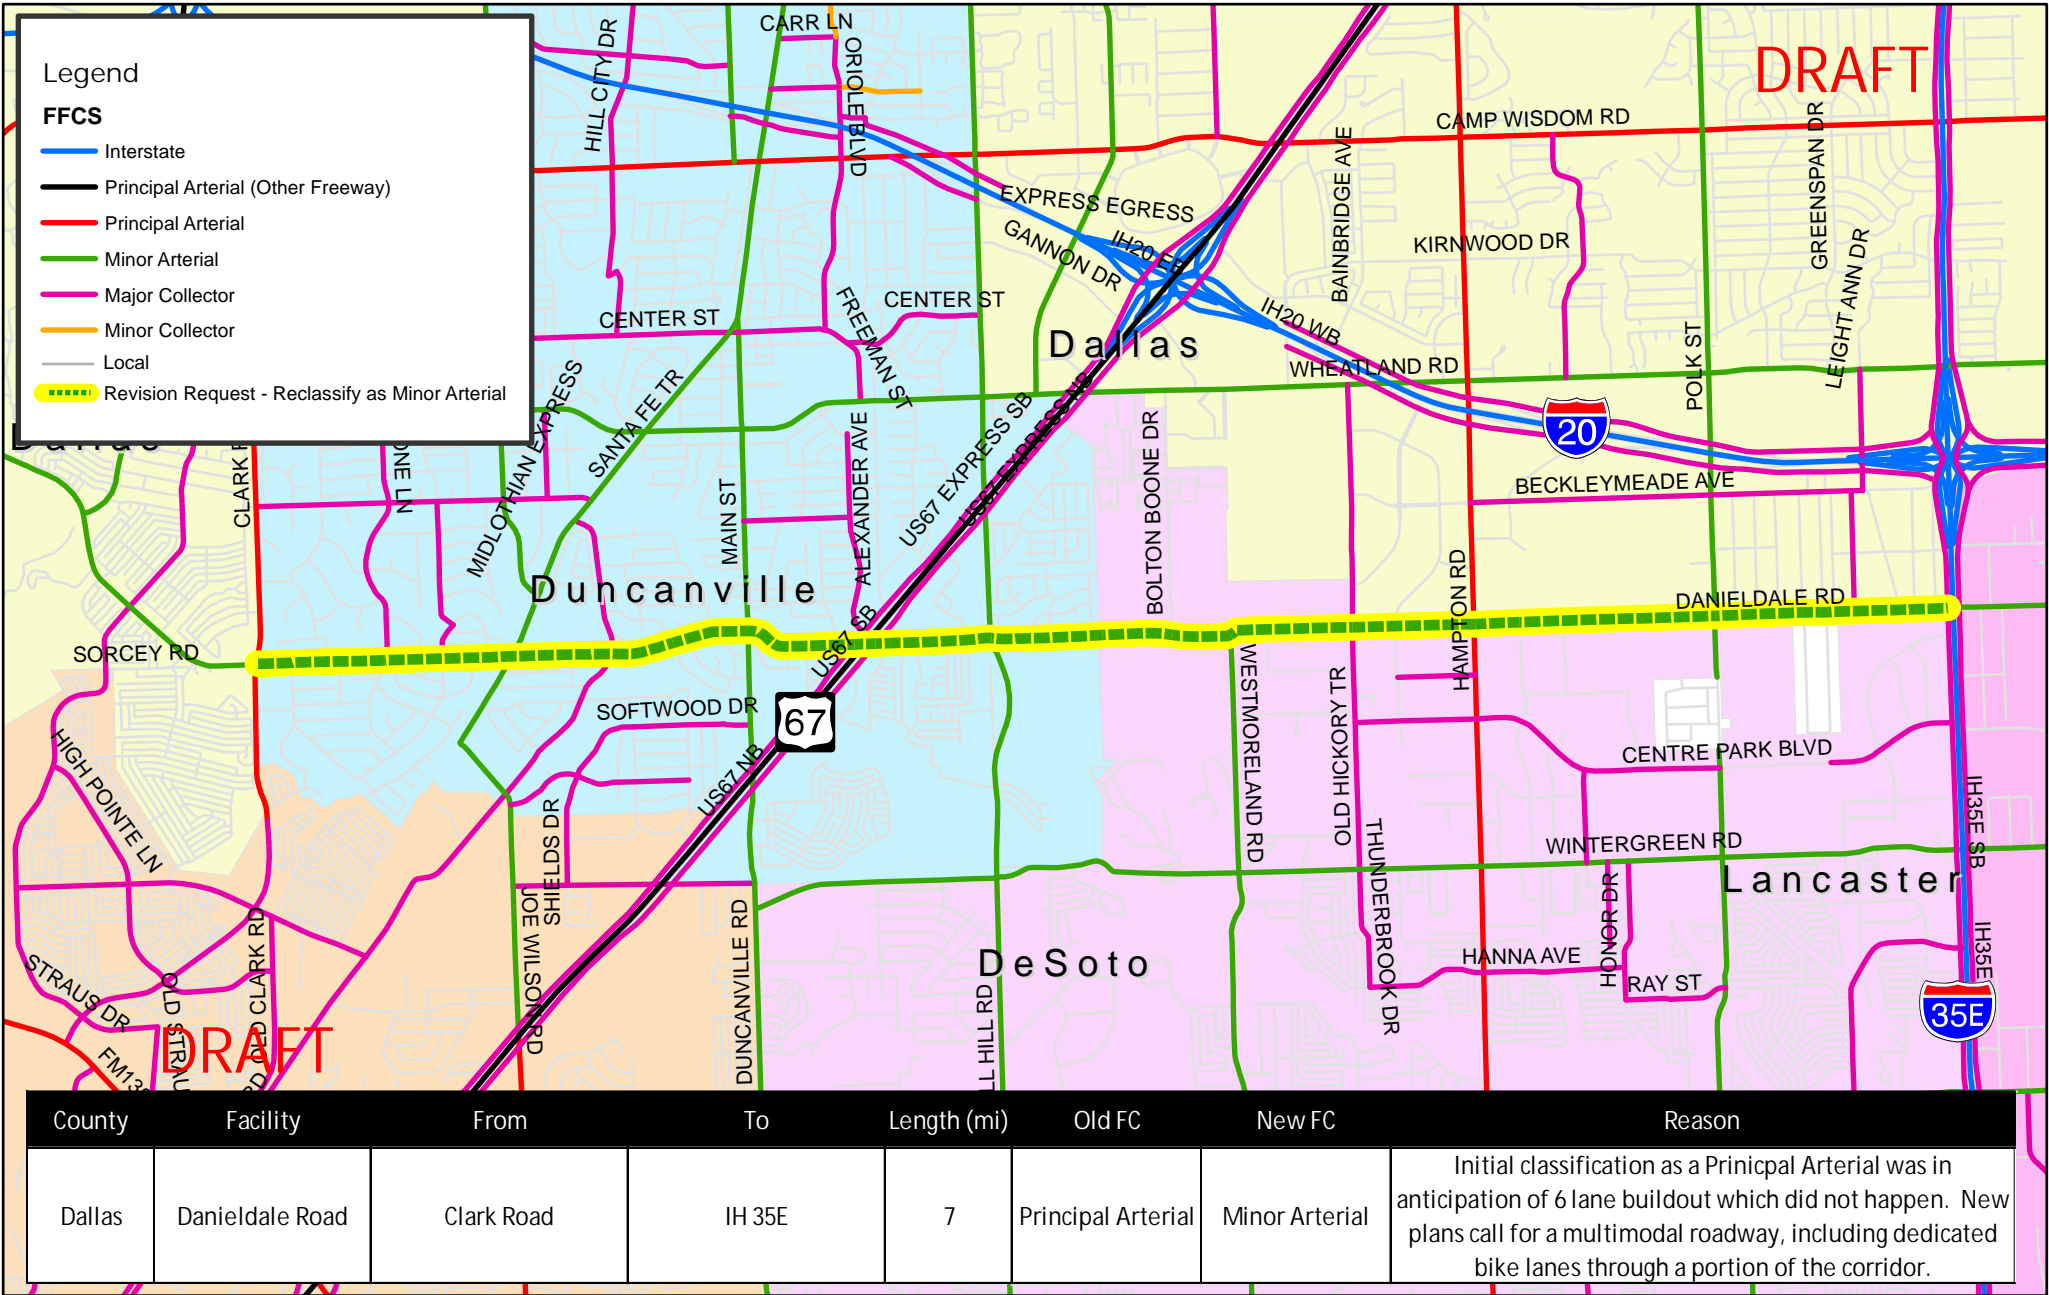 Legend
FFCS
Interstate
Principal Arterial (Other Freeway)
Principal Arterial
Minor Arterial
Major Collector
Minor Collector
Local
Revision Request - Reclassify as Minor Arterial
DRAFT
CARR LN
HILL CITY DR
ORIOLE BLVD
CAMP WISDOM RD
GREENSPAN DR
BAINBRIDGE AVE
EXPRESS EGRESS
GANNON DR
IH20 EB
KIRNWOOD DR
LEIGHT ANN DR
CENTER ST
CENTER ST
FREEMAN ST
IH20 WB
Dallas
WHEATLAND RD
POLK ST
MIDLOTHIAN EXPRESS
SANTA FE TR
US67 EXPRESS SB
US67 EXPRESS NB
BOLTON BOONE DR
20
CLARK
ONE LN
MAIN ST
ALEXANDER AVE
BECKLEYMEADE AVE
Duncanville
HAMPTON RD
DANIELDALE RD
SORCEY RD
US67 SB
WESTMORELAND RD
OLD HICKORY TR
SOFTWOOD DR
67
HIGH POINTE LN
US67 NB
CENTRE PARK BLVD
SHIELDS DR
IH35E SB
THUNDERBROOK DR
WINTERGREEN RD
Lancaster
JOE WILSON RD
DUNCANVILLE RD
DeSoto
HONOR DR
HANNA AVE
IH35E
STRAUS DR
OLD STRAU
RD OLD CLARK RD
LL HILL RD
RAY ST
35E
DRAFT
FM13
County Facility From To Length (mi) Old FC New FC Reason
Dallas Danieldale Road Clark Road IH 35E 7 Principal Arterial Minor Arterial
Initial classification as a Prinicpal Arterial was in
anticipation of 6 lane buildout which did not happen. New
plans call for a multimodal roadway, including dedicated
bike lanes through a portion of the corridor.